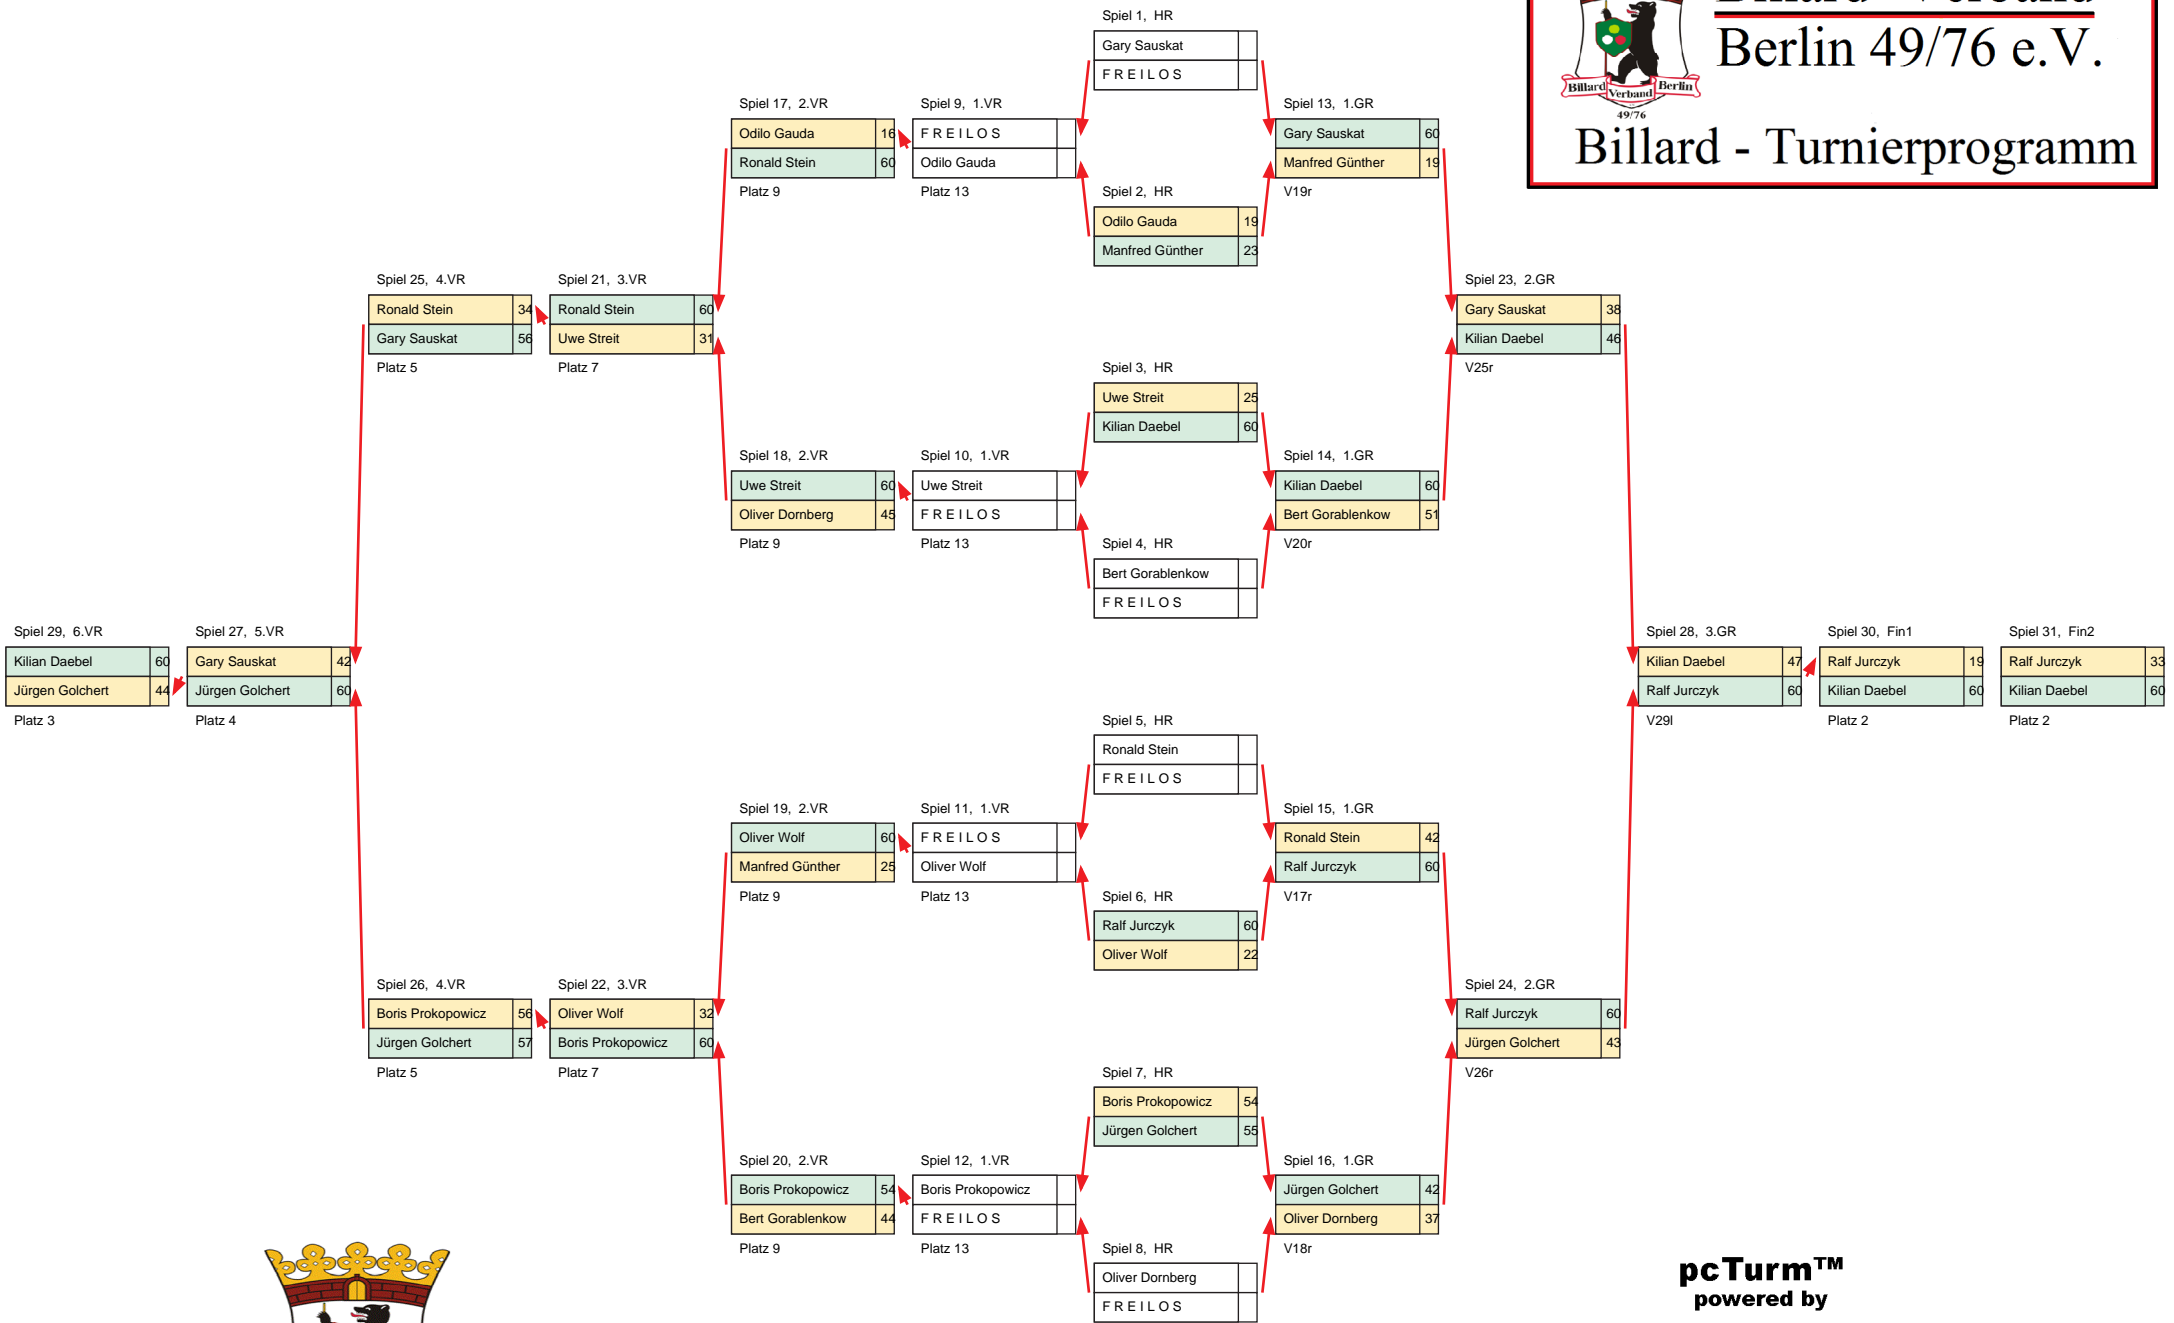 Billard-Verband
Berlin 49/76 e.V.
Billard Verband Berlin
49/76
Billard - Turnierprogramm
Spiel 29, 6.VR
Kilian Daebel 60
Jürgen Golchert 44
Platz 3
Spiel 27, 5.VR
Gary Sauskat 42
Jürgen Golchert 60
Platz 4
Spiel 25, 4.VR
Ronald Stein 34
Gary Sauskat 56
Platz 5
Spiel 26, 4.VR
Boris Prokopowicz 56
Jürgen Golchert 57
Platz 5
Spiel 21, 3.VR
Ronald Stein 60
Uwe Streit 31
Platz 7
Spiel 22, 3.VR
Oliver Wolf 32
Boris Prokopowicz 60
Platz 7
Spiel 17, 2.VR
Odilo Gauda 16
Ronald Stein 60
Platz 9
Spiel 18, 2.VR
Uwe Streit 60
Oliver Dornberg 45
Platz 9
Spiel 19, 2.VR
Oliver Wolf 60
Manfred Günther 25
Platz 9
Spiel 20, 2.VR
Boris Prokopowicz 54
Bert Gorablenkow 44
Platz 9
Spiel 9, 1.VR
F R E I L O S
Odilo Gauda
Platz 13
Spiel 10, 1.VR
Uwe Streit
F R E I L O S
Platz 13
Spiel 11, 1.VR
F R E I L O S
Oliver Wolf
Platz 13
Spiel 12, 1.VR
Boris Prokopowicz
F R E I L O S
Platz 13
Spiel 1, HR
Gary Sauskat
F R E I L O S
Spiel 2, HR
Odilo Gauda 19
Manfred Günther 23
Spiel 3, HR
Uwe Streit 25
Kilian Daebel 60
Spiel 4, HR
Bert Gorablenkow
F R E I L O S
Spiel 5, HR
Ronald Stein
F R E I L O S
Spiel 6, HR
Ralf Jurczyk 60
Oliver Wolf 22
Spiel 7, HR
Boris Prokopowicz 54
Jürgen Golchert 55
Spiel 8, HR
Oliver Dornberg
F R E I L O S
Spiel 13, 1.GR
Gary Sauskat 60
Manfred Günther 19
V19r
Spiel 14, 1.GR
Kilian Daebel 60
Bert Gorablenkow 51
V20r
Spiel 15, 1.GR
Ronald Stein 42
Ralf Jurczyk 60
V17r
Spiel 16, 1.GR
Jürgen Golchert 42
Oliver Dornberg 37
V18r
Spiel 23, 2.GR
Gary Sauskat 38
Kilian Daebel 46
V25r
Spiel 24, 2.GR
Ralf Jurczyk 60
Jürgen Golchert 43
V26r
Spiel 28, 3.GR
Kilian Daebel 47
Ralf Jurczyk 60
V29l
Spiel 30, Fin1
Ralf Jurczyk 19
Kilian Daebel 60
Platz 2
Spiel 31, Fin2
Ralf Jurczyk 33
Kilian Daebel 60
Platz 2
pcTurm™
powered by